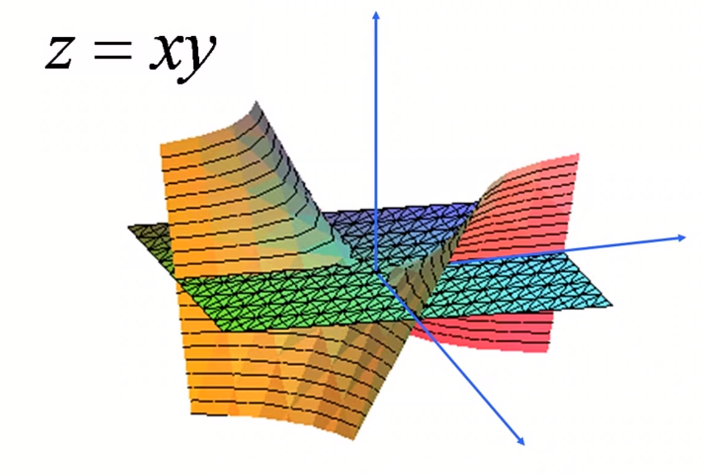 z = xy